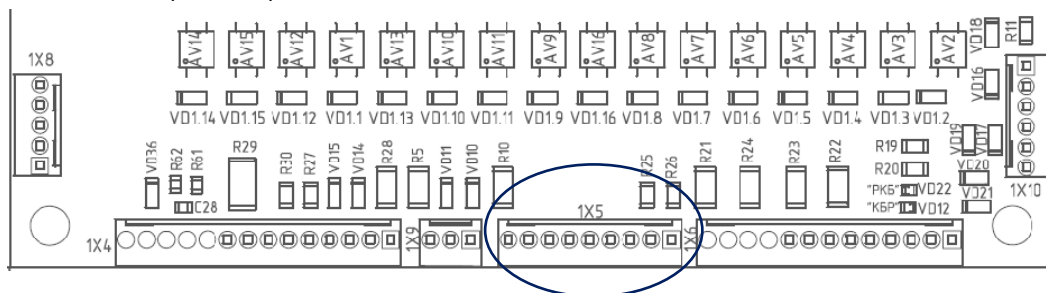 AV14 AV15 AV12 AV1 AV13 AV10 AV11 AV9 AV16 AV8 AV7 AV6 AV5 AV4 AV3 AV2 VD18 R11
1X8
VD16
VD1.14 VD1.15 VD1.12 VD1.1 VD1.13 VD1.10 VD1.11 VD1.9 VD1.16 VD1.8 VD1.7 VD1.6 VD1.5 VD1.4 VD1.3 VD1.2
VD19 VD17
VD36 R62 R61 R29 R30 R27 VD15 VD14 R28 R5 VD11 VD10 R10 R25 R26 R21 R24 R23 R22 R19
R20 VD20
"РКБ" VD22 VD21 1X10
C28 1X5 "КБР" VD12
1X4 1X9 1X6